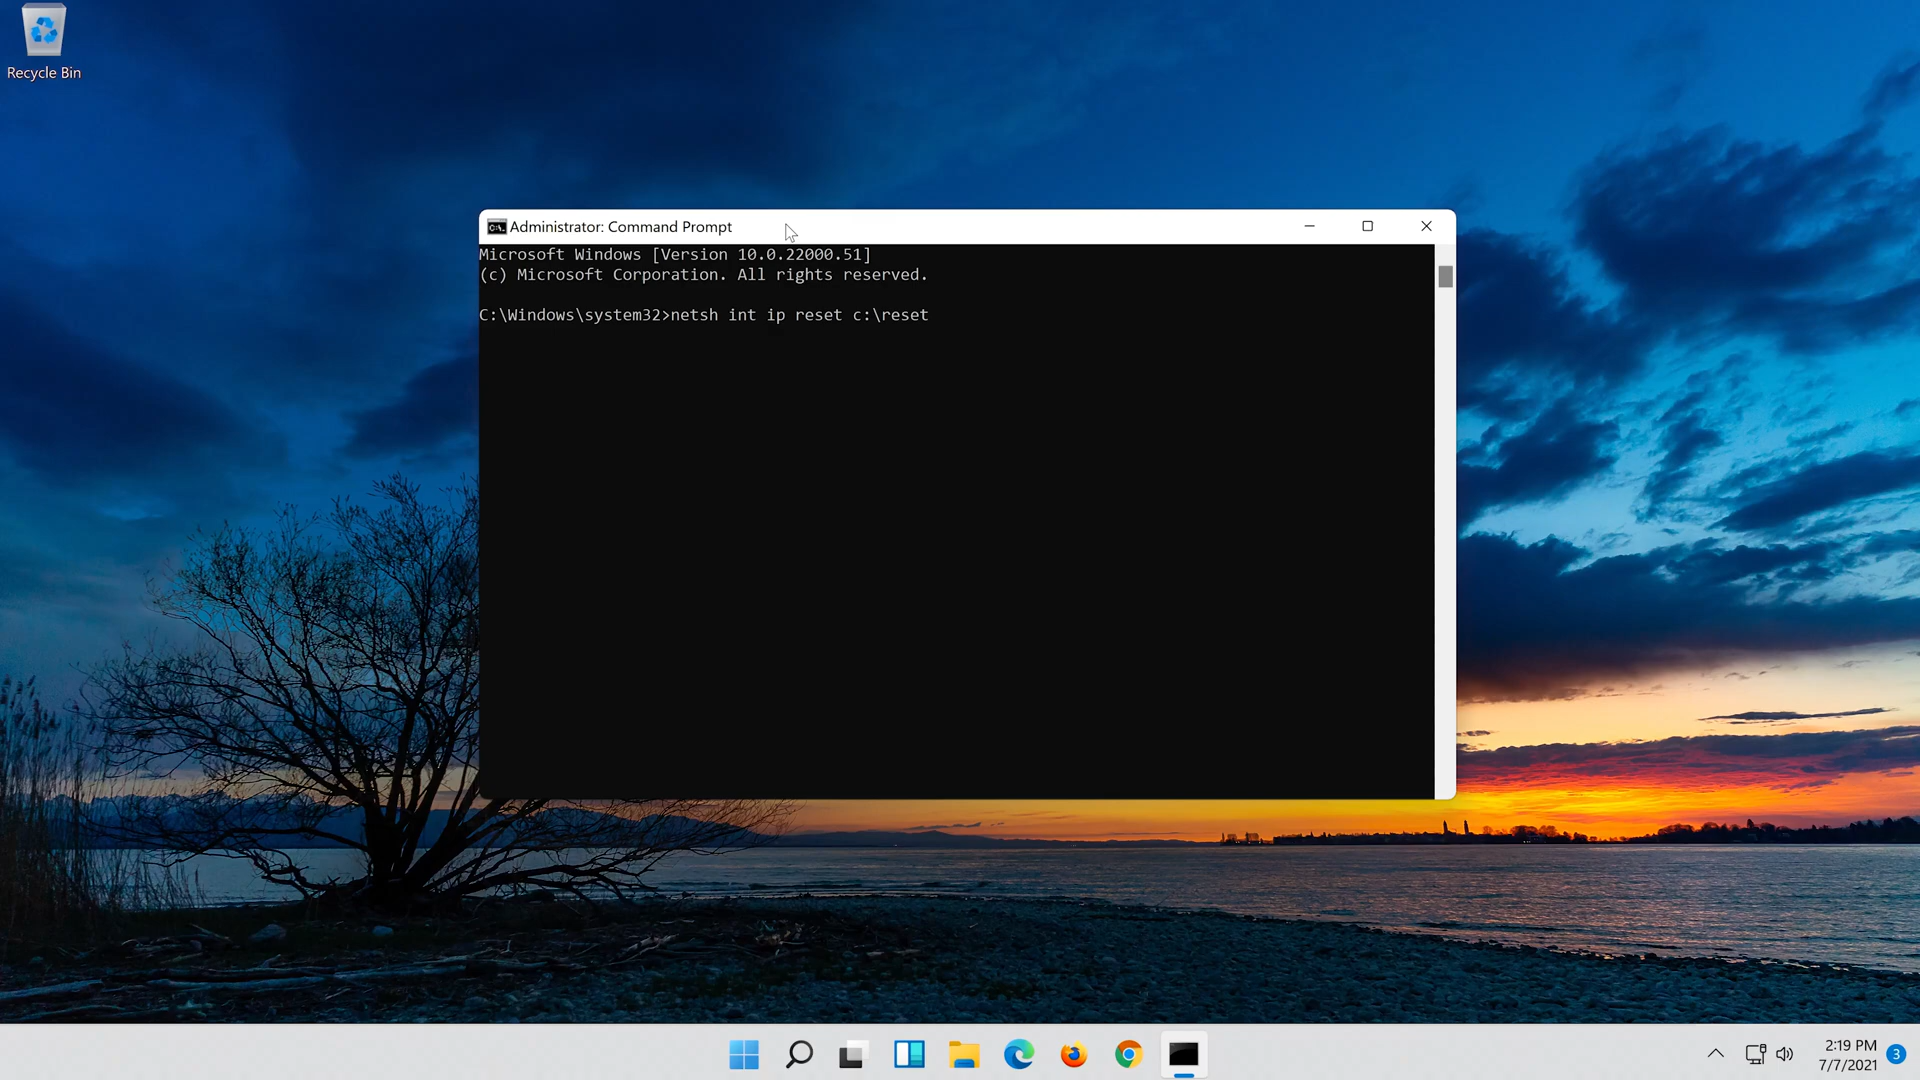 Recycle Bin
Administrator: Command Prompt
Microsoft Windows [Version 10.0.22000.51]
(c) Microsoft Corporation. All rights reserved.
C:\Windows\system32>netsh int ip reset c:\reset
2:19 PM
7/7/2021
3